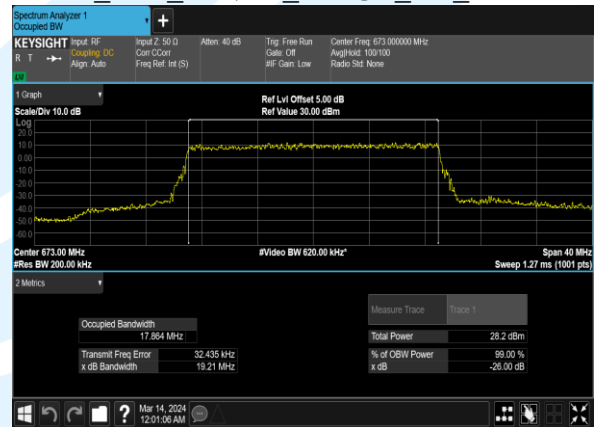 Spectrum Analyzer 1
Occupied BW
KEYSIGHT
Input: RF
Coupling: DC
Align: Auto
Input Z: 50 Ω
Corr CCorr
Freq Ref: Int (S)
Atten: 40 dB
Trig: Free Run
Gate: Off
#IF Gain: Low
Center Freq: 673.000000 MHz
Avg|Hold: 100/100
Radio Std: None
R T
LV
1 Graph
Scale/Div 10.0 dB
Ref Lvl Offset 5.00 dB
Ref Value 30.00 dBm
Log
20.0
10.0
0.00
-10.0
-20.0
-30.0
-40.0
-50.0
-60.0
Center 673.00 MHz
#Video BW 620.00 kHz*
Span 40 MHz
#Res BW 200.00 kHz
Sweep 1.27 ms (1001 pts)
2 Metrics
Measure Trace Trace 1
Occupied Bandwidth
17.864 MHz
Total Power 28.2 dBm
Transmit Freq Error 32.435 kHz
% of OBW Power 99.00 %
x dB Bandwidth 19.21 MHz
x dB -26.00 dB
Mar 14, 2024
12:01:06 AM